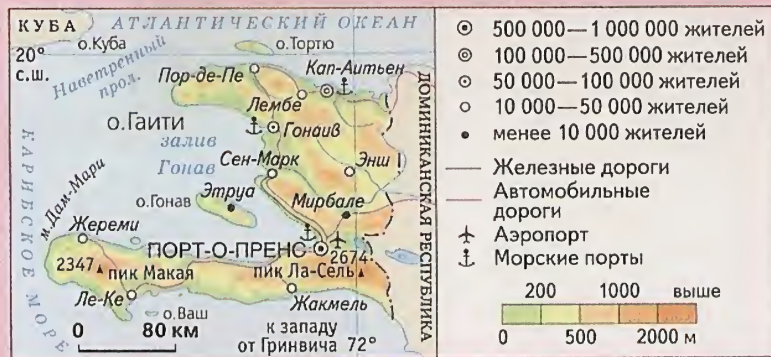 КУБА
АТЛАНТИЧЕСКИЙ ОКЕАН
о.Куба
о.Тортю
20°
с.ш.
Наветренный
прол.
Пор-де-Пе
Кап-Аитьен
Лембе
о.Гаити
Гонаив
залив
Гонав
Сен-Марк
Энш
КАРИБСКОЕ МОРЕ
м.Дам-Мари
о.Гонав
Этруа
Мирбале
ДОМИНИКАНСКАЯ РЕСПУБЛИКА
Жереми
ПОРТ-О-ПРЕНС
2347
пик Макая
2674
пик Ла-Сель
Ле-Ке
о.Ваш
Жакмель
0 80 КМ
к западу
от Гринвича 72°
500 000—1 000 000 жителей
100 000—500 000 жителей
50 000—100 000 жителей
10 000—50 000 жителей
менее 10 000 жителей
Железные дороги
Автомобильные
дороги
Аэропорт
Морские порты
200 1000 выше
0 500 2000 м